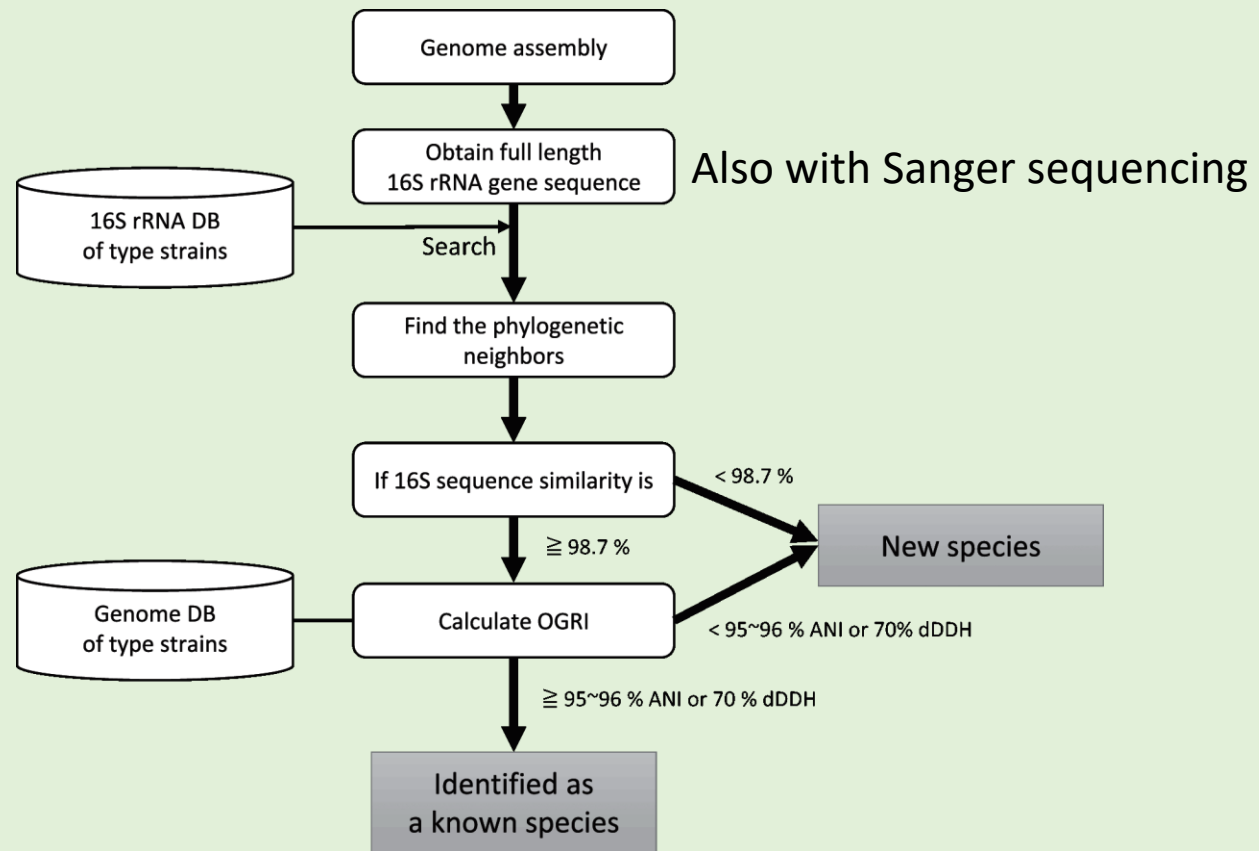 Genome assembly
Obtain full length
16S rRNA gene sequence
Also with Sanger sequencing
16S rRNA DB
of type strains
Search
Find the phylogenetic
neighbors
If 16S sequence similarity is
< 98.7 %
≧ 98.7 %
New species
Genome DB
of type strains
Calculate OGRI
< 95~96 % ANI or 70% dDDH
≧ 95~96 % ANI or 70 % dDDH
Identified as
a known species